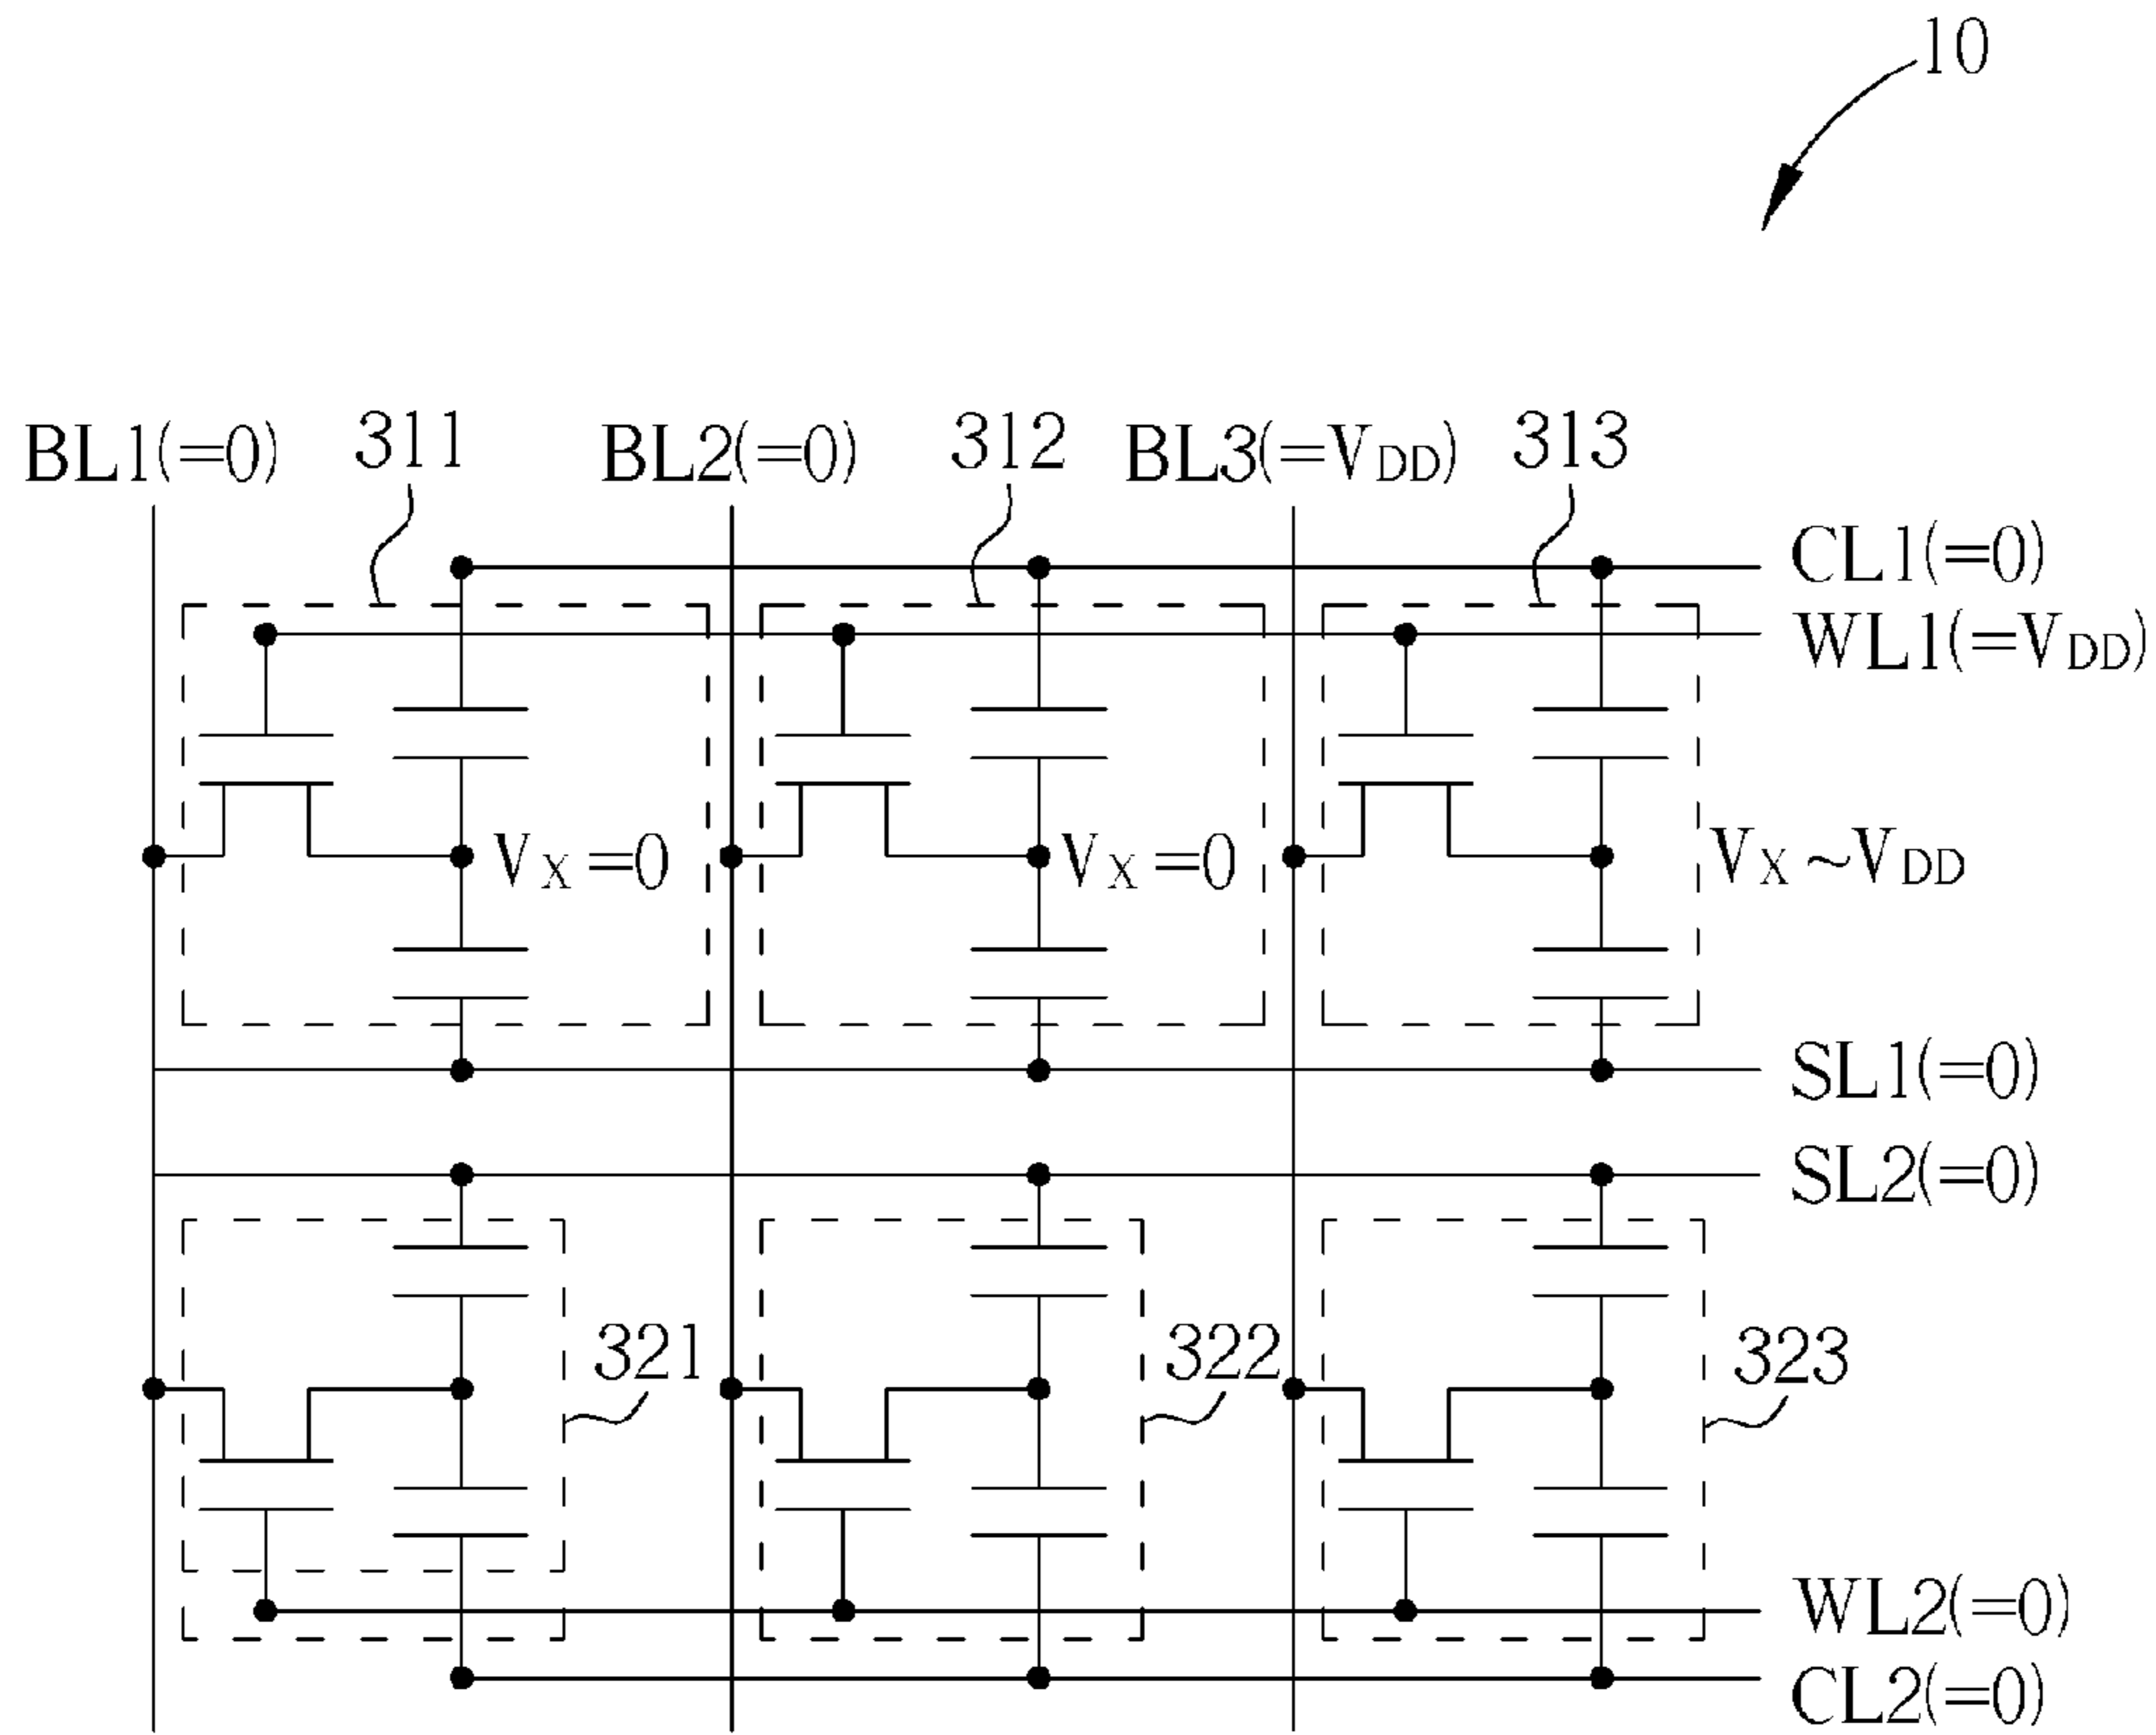 10
BL1(=0) 311 BL2(=0) 312 BL3(=VDD) 313
CL1(=0)
WL1(=VDD)
VX=0 VX=0 VX~VDD
SL1(=0)
SL2(=0)
321 322 323
WL2(=0)
CL2(=0)